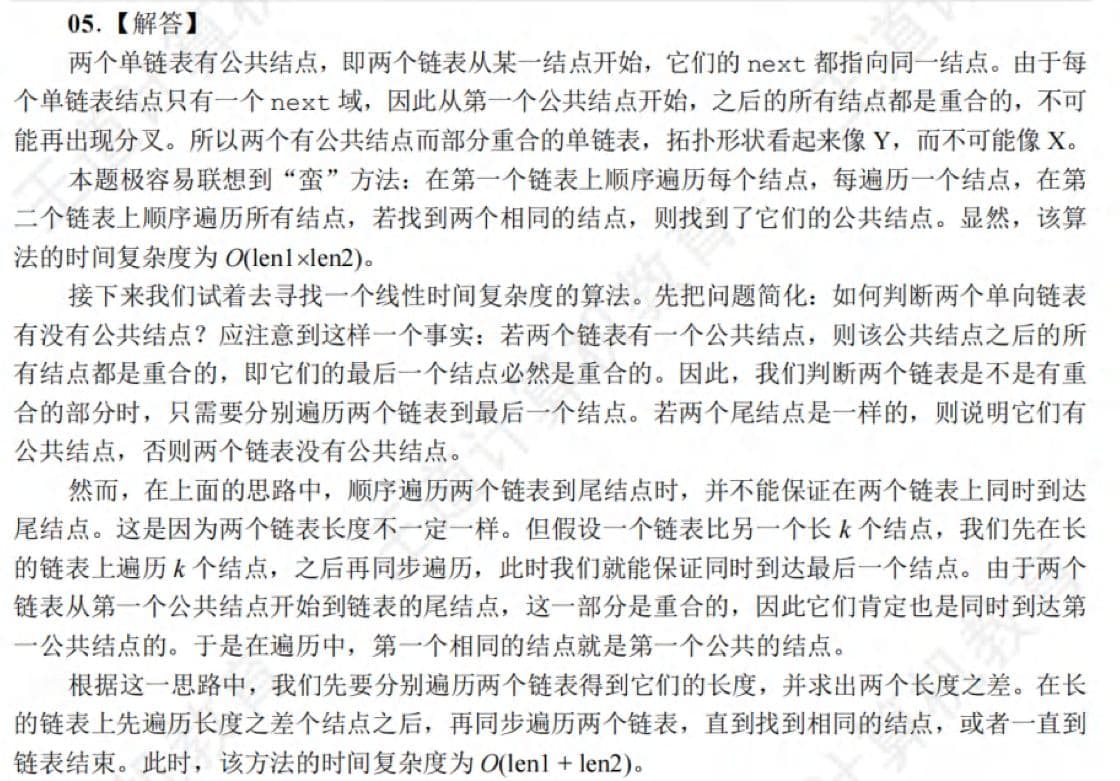 05.【解答】
两个单链表有公共结点，即两个链表从某一结点开始，它们的 next 都指向同一结点。由于每
个单链表结点只有一个 next 域，因此从第一个公共结点开始，之后的所有结点都是重合的，不可
能再出现分叉。所以两个有公共结点而部分重合的单链表，拓扑形状看起来像 Y，而不可能像 X。
本题极容易联想到“蛮”方法：在第一个链表上顺序遍历每个结点，每遍历一个结点，在第
二个链表上顺序遍历所有结点，若找到两个相同的结点，则找到了它们的公共结点。显然，该算
法的时间复杂度为 O(len1×len2)。
接下来我们试着去寻找一个线性时间复杂度的算法。先把问题简化：如何判断两个单向链表
有没有公共结点？应注意到这样一个事实：若两个链表有一个公共结点，则该公共结点之后的所
有结点都是重合的，即它们的最后一个结点必然是重合的。因此，我们判断两个链表是不是有重
合的部分时，只需要分别遍历两个链表到最后一个结点。若两个尾结点是一样的，则说明它们有
公共结点，否则两个链表没有公共结点。
然而，在上面的思路中，顺序遍历两个链表到尾结点时，并不能保证在两个链表上同时到达
尾结点。这是因为两个链表长度不一定一样。但假设一个链表比另一个长 k 个结点，我们先在长
的链表上遍历 k 个结点，之后再同步遍历，此时我们就能保证同时到达最后一个结点。由于两个
链表从第一个公共结点开始到链表的尾结点，这一部分是重合的，因此它们肯定也是同时到达第
一公共结点的。于是在遍历中，第一个相同的结点就是第一个公共的结点。
根据这一思路中，我们先要分别遍历两个链表得到它们的长度，并求出两个长度之差。在长
的链表上先遍历长度之差个结点之后，再同步遍历两个链表，直到找到相同的结点，或者一直到
链表结束。此时，该方法的时间复杂度为 O(len1 + len2)。
王道计算机教育